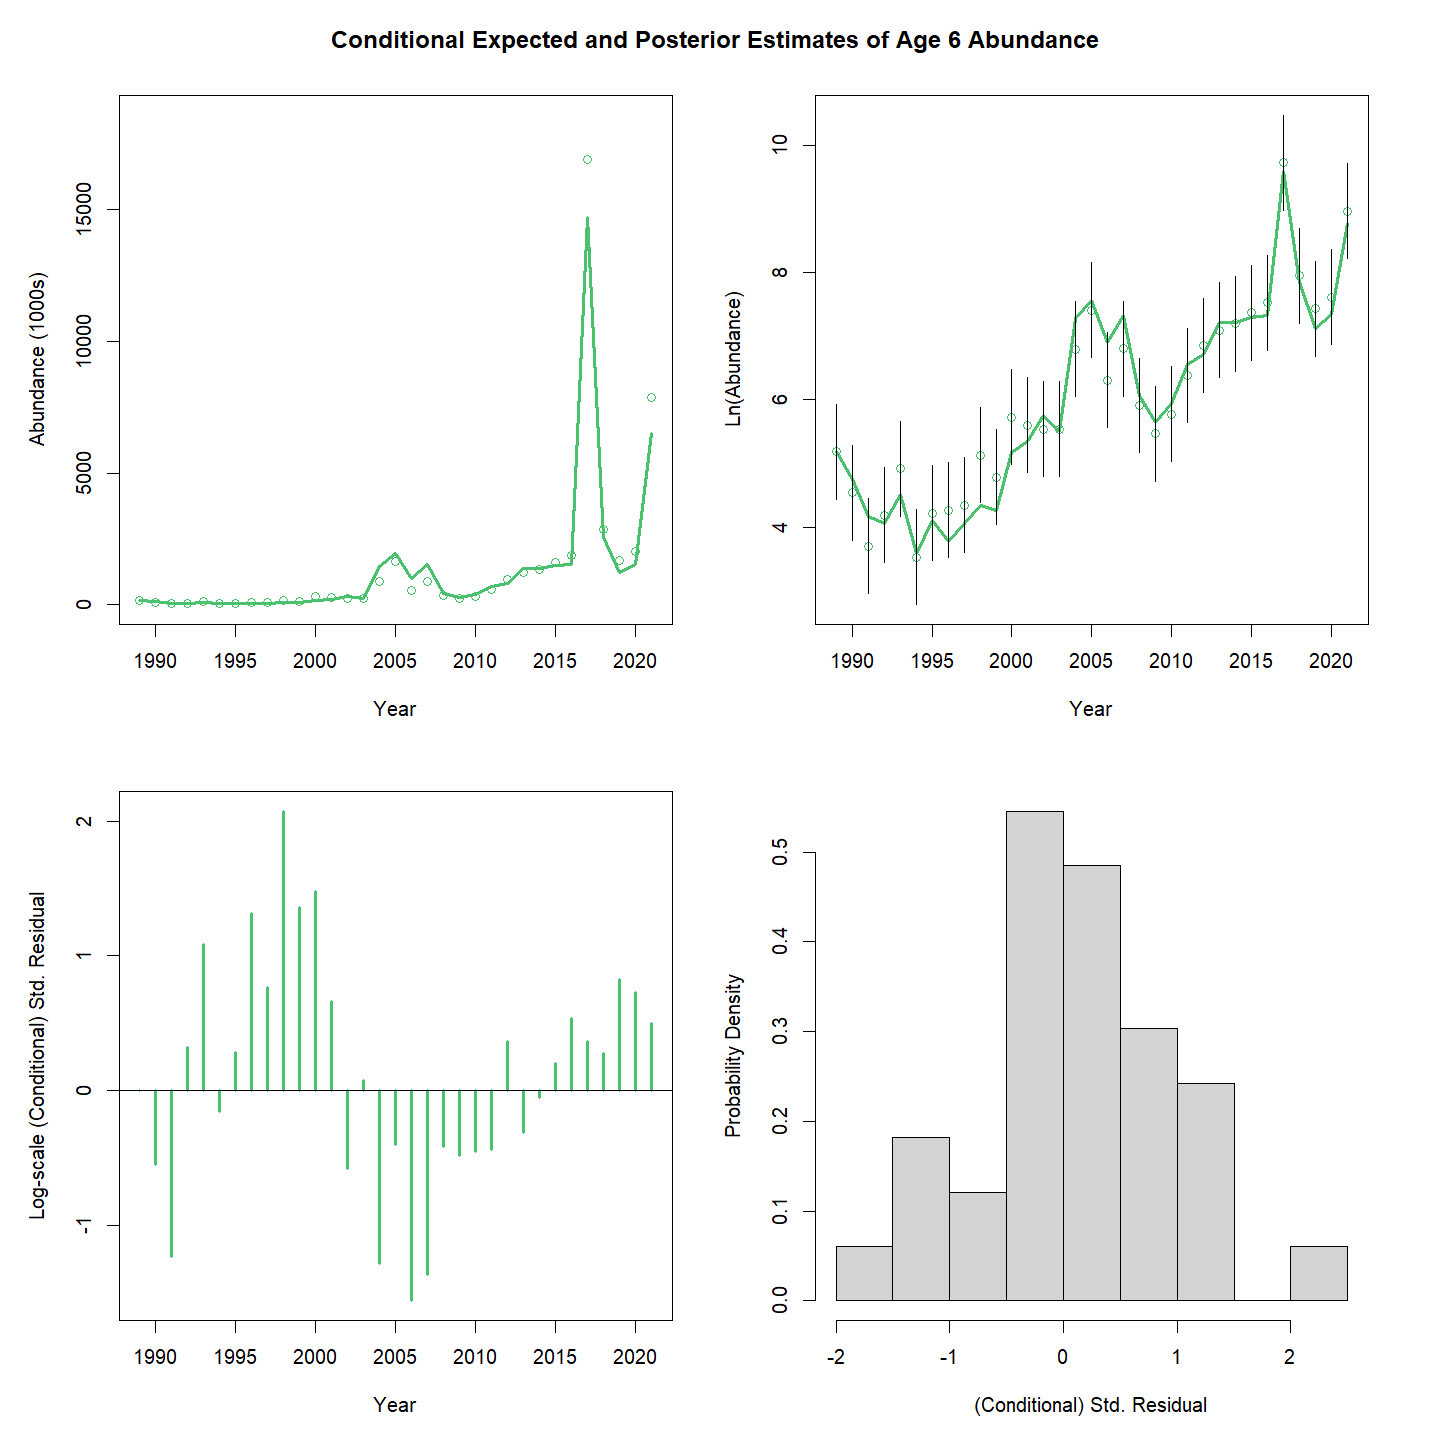 Conditional Expected and Posterior Estimates of Age 6 Abundance
Abundance (1000s)
15000
10000
5000
0
1990 1995 2000 2005 2010 2015 2020
Year
Ln(Abundance)
10
8
6
4
1990 1995 2000 2005 2010 2015 2020
Year
Log-scale (Conditional) Std. Residual
2
1
0
-1
1990 1995 2000 2005 2010 2015 2020
Year
Probability Density
0.5
0.4
0.3
0.2
0.1
0.0
-2 -1 0 1 2
(Conditional) Std. Residual